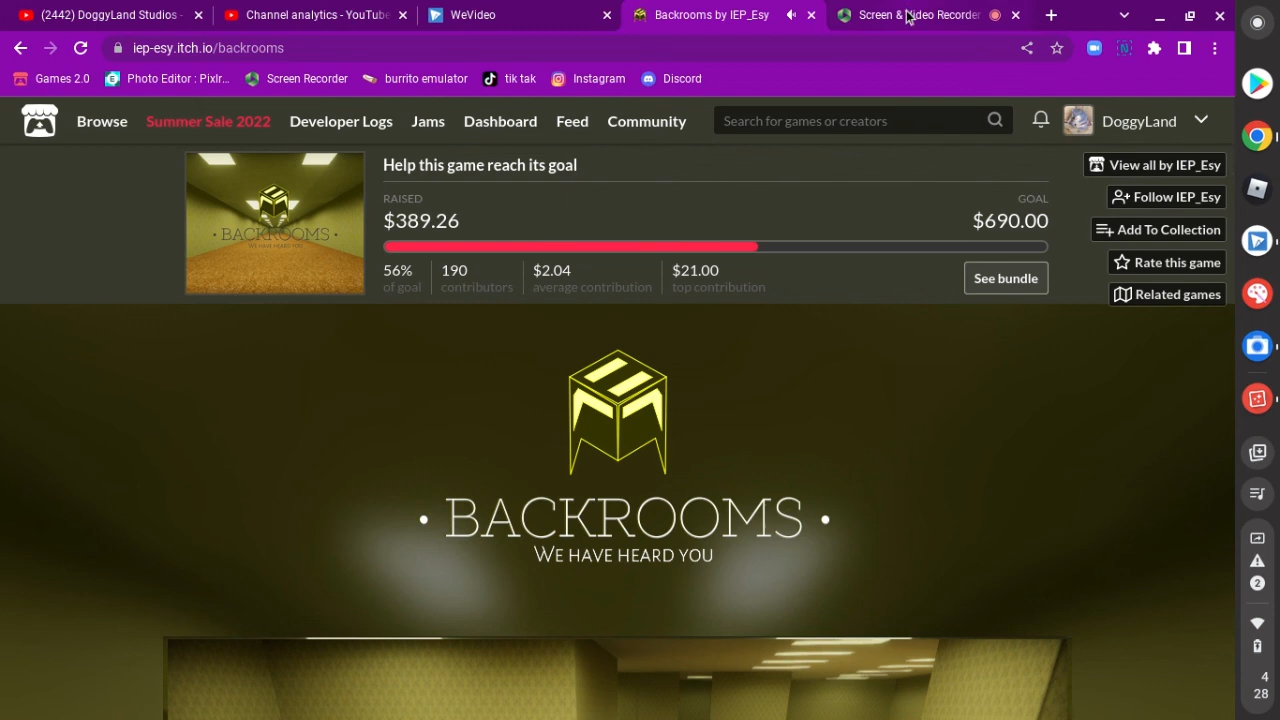 (2442) DoggyLand Studios -
Channel analytics - YouTube
WeVideo
Backrooms by IEP_Esy
Screen & Video Recorder
iep-esy.itch.io/backrooms
Games 2.0
Photo Editor : Pixlr...
Screen Recorder
burrito emulator
tik tak
Instagram
Discord
Browse
Summer Sale 2022
Developer Logs
Jams
Dashboard
Feed
Community
Search for games or creators
DoggyLand
Help this game reach its goal
View all by IEP_Esy
RAISED
GOAL
Follow IEP_Esy
$389.26
$690.00
Add To Collection
56%
190
$2.04
$21.00
of goal
contributors
average contribution
top contribution
See bundle
Rate this game
Related games
• BACKROOMS •
WE HAVE HEARD YOU
• BACKROOMS •
WE HAVE HEARD YOU
2
4
28